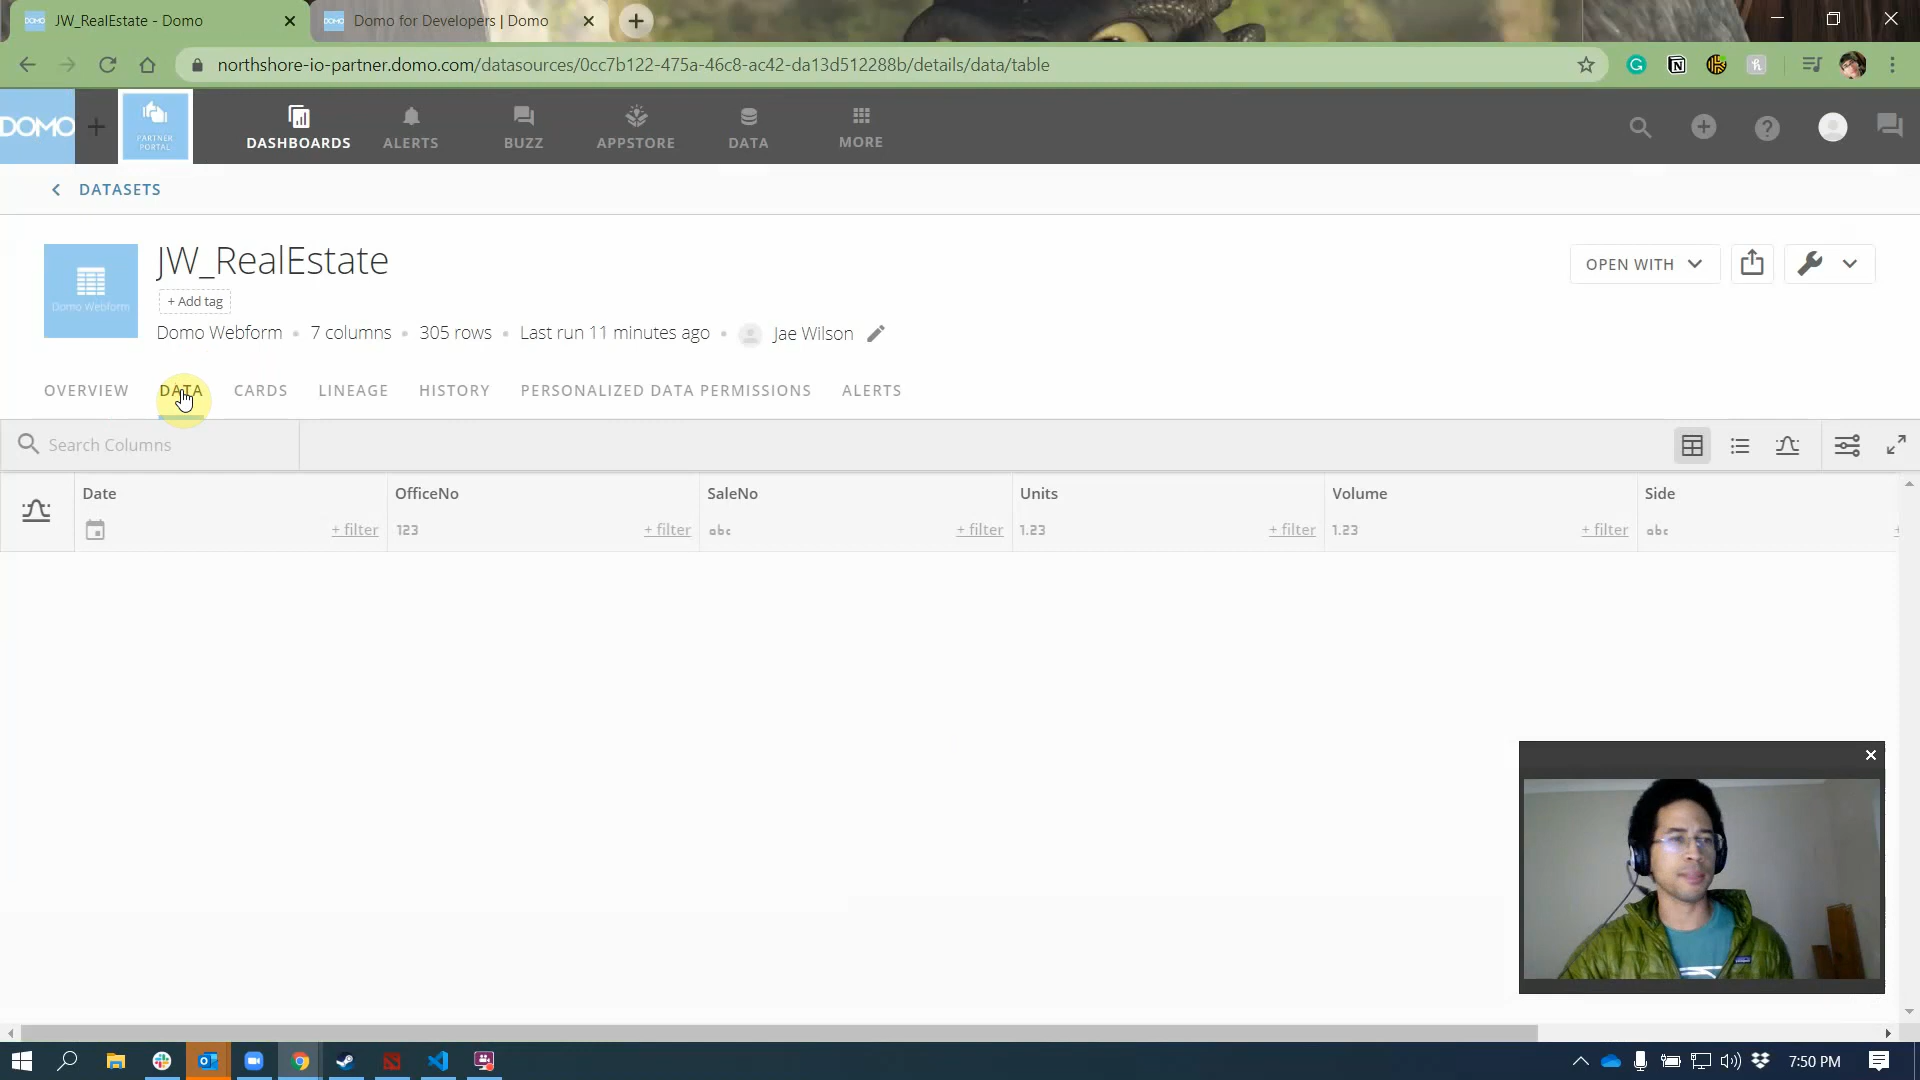 JW_RealEstate - Domo
Domo for Developers | Domo
northshore-io-partner.domo.com/datasources/0cc7b122-475a-46c8-ac42-da13d512288b/details/data/table
DOMO
PARTNER
PORTAL
DASHBOARDS
ALERTS
BUZZ
APPSTORE
DATA
MORE
DATASETS
JW_RealEstate
Domo Webform
+ Add tag
Domo Webform • 7 columns • 305 rows • Last run 11 minutes ago • Jae Wilson
OPEN WITH
OVERVIEW
DATA
CARDS
LINEAGE
HISTORY
PERSONALIZED DATA PERMISSIONS
ALERTS
Search Columns
Date
OfficeNo
SaleNo
Units
Volume
Side
+ filter
123
+ filter
abc
+ filter
1.23
+ filter
1.23
+ filter
abc
7:50 PM